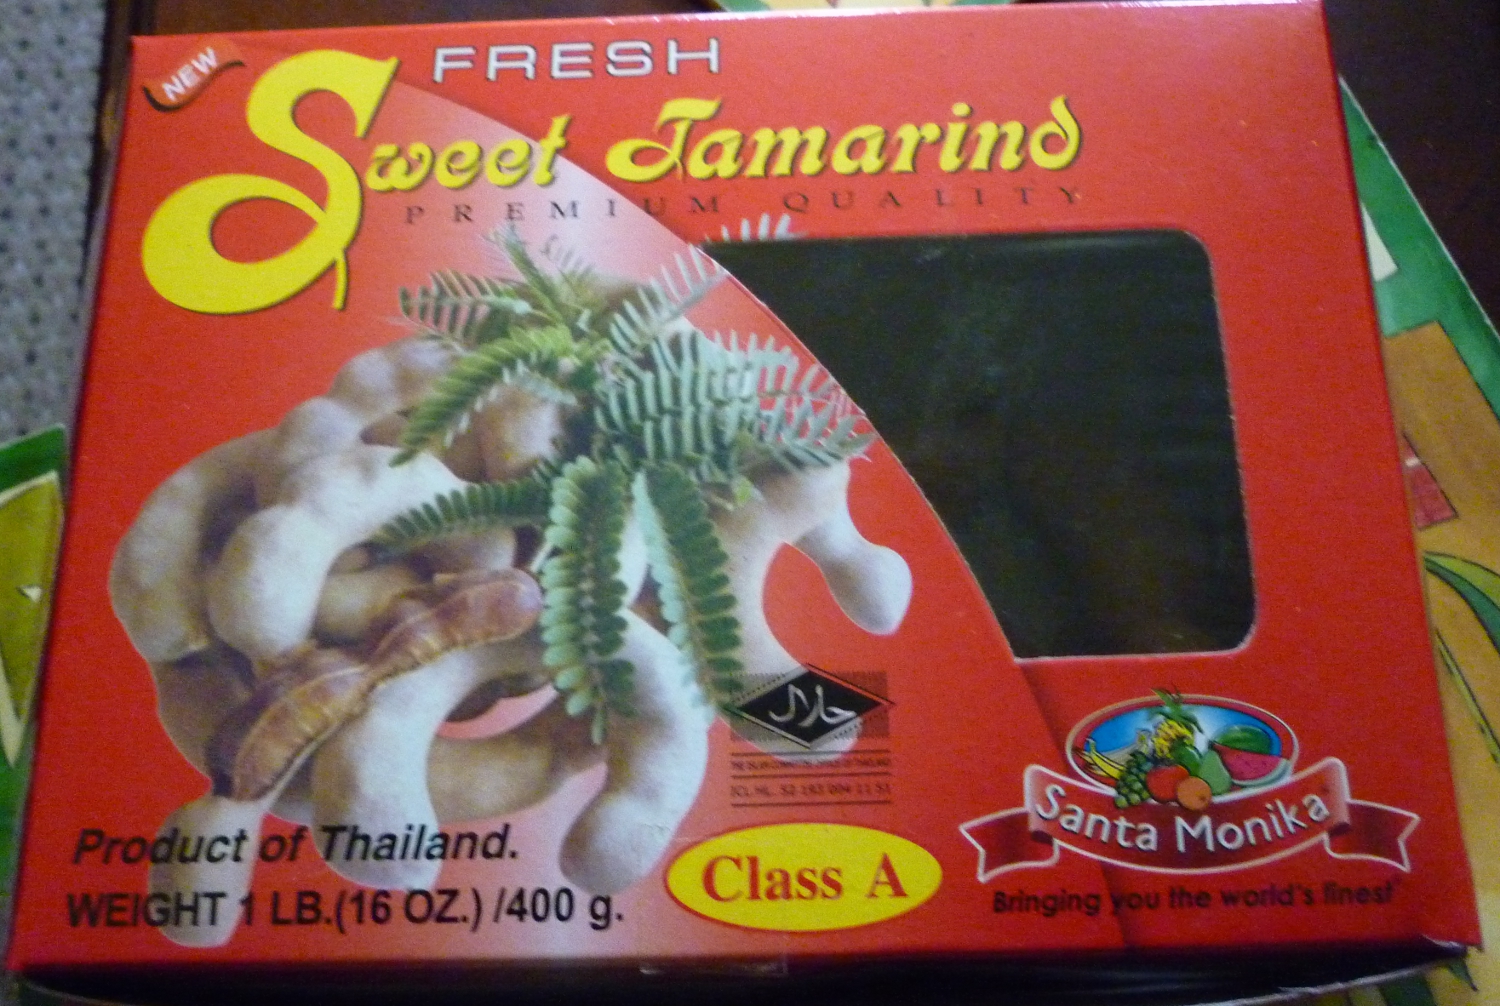 NEW
FRESH
Sweet Tamarind
PREMIUM QUALITY
حلال
Product of Thailand.
WEIGHT 1 LB.(16 OZ.) /400 g.
Class A
Santa Monika
Bringing you the world's finest